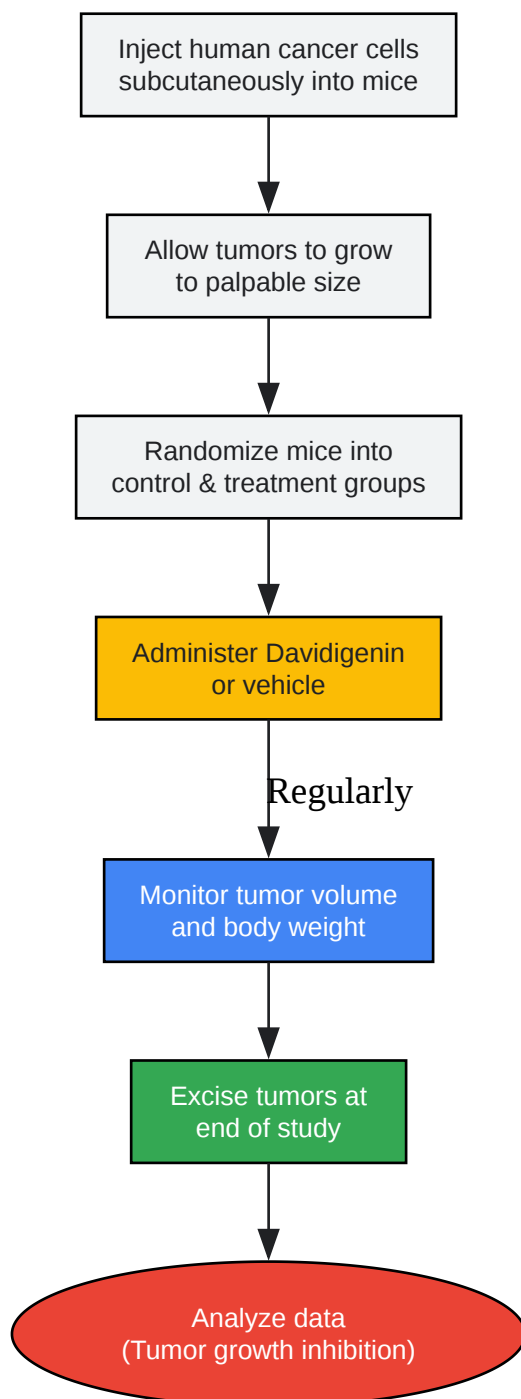 Inject human cancer cells
subcutaneously into mice
Allow tumors to grow
to palpable size
Randomize mice into
control & treatment groups
Administer Davidigenin
or vehicle
Regularly
Monitor tumor volume
and body weight
Excise tumors at
end of study
Analyze data
(Tumor growth inhibition)